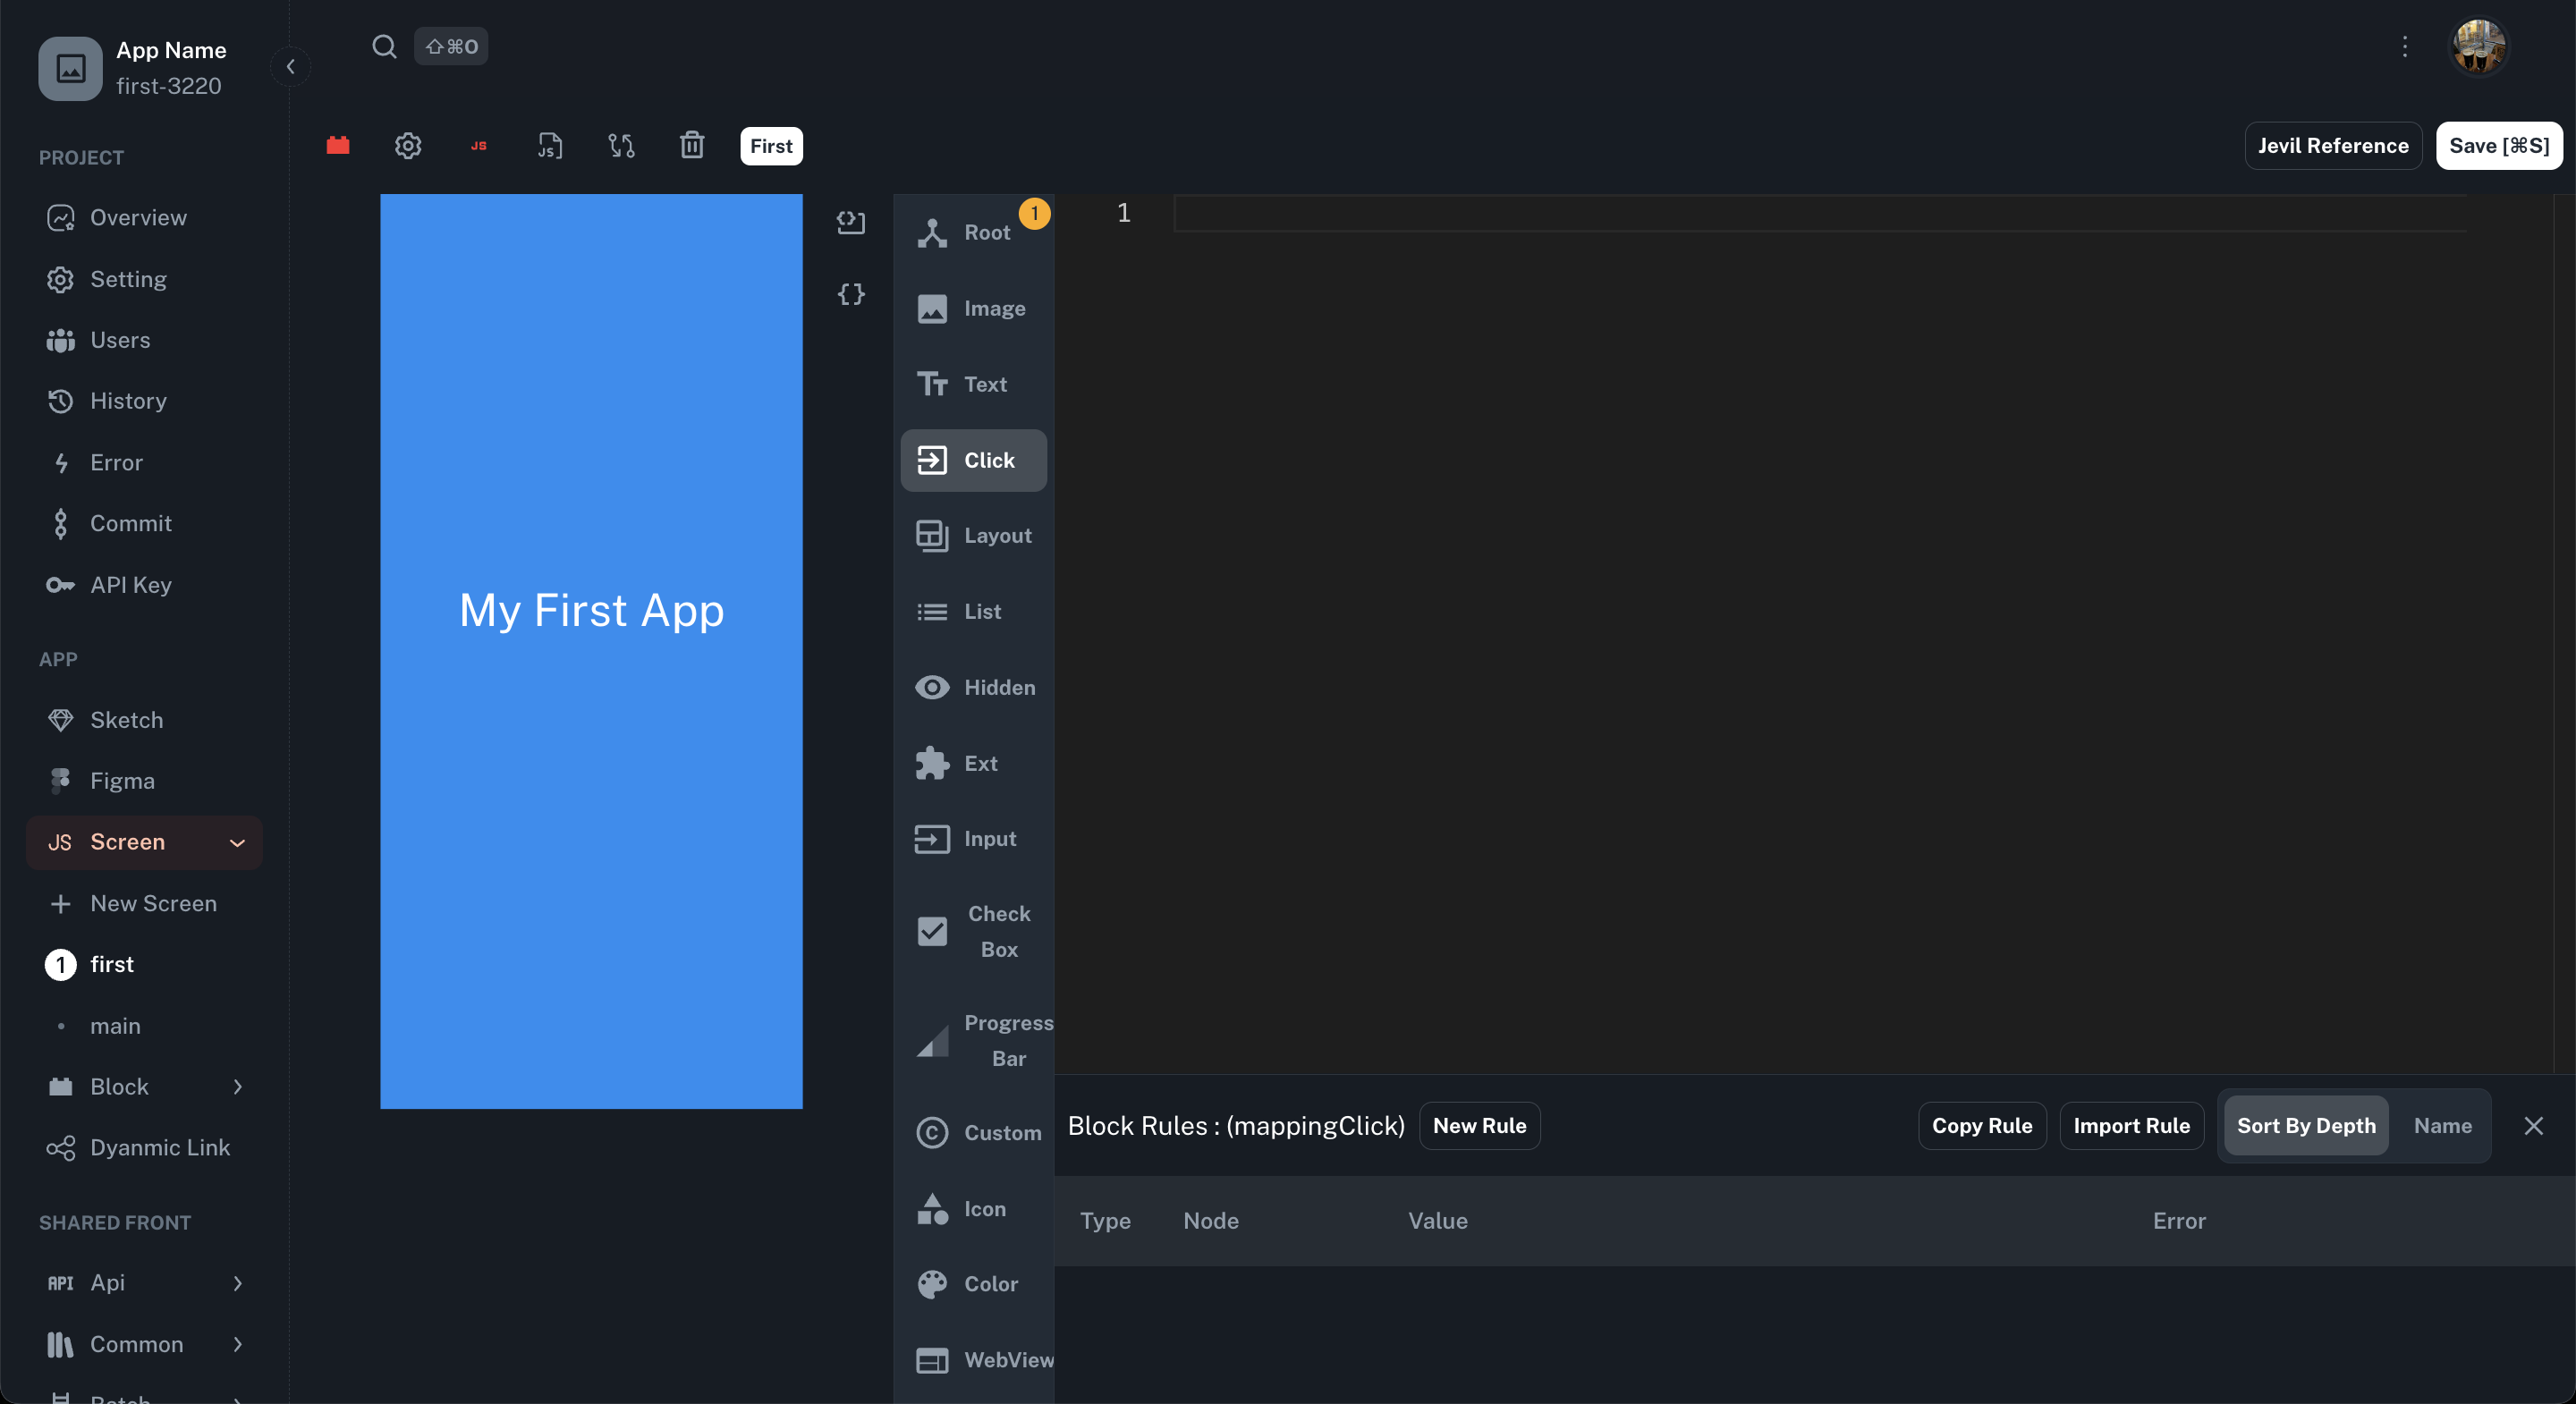 App Name
first-3220
⇧⌘O
PROJECT
Overview
Setting
Users
History
Error
Commit
API Key
APP
Sketch
Figma
JS Screen
New Screen
1 first
main
Block
Dyanmic Link
SHARED FRONT
API Api
Common
Batch
JS
JS
First
Jevil Reference
Save [⌘S]
My First App
Root 1
Image
Text
Click
Layout
List
Hidden
Ext
Input
Check
Box
Progress
Bar
Custom
Icon
Color
WebView
1
Block Rules : (mappingClick)
New Rule
Copy Rule
Import Rule
Sort By Depth
Name
Type Node Value Error